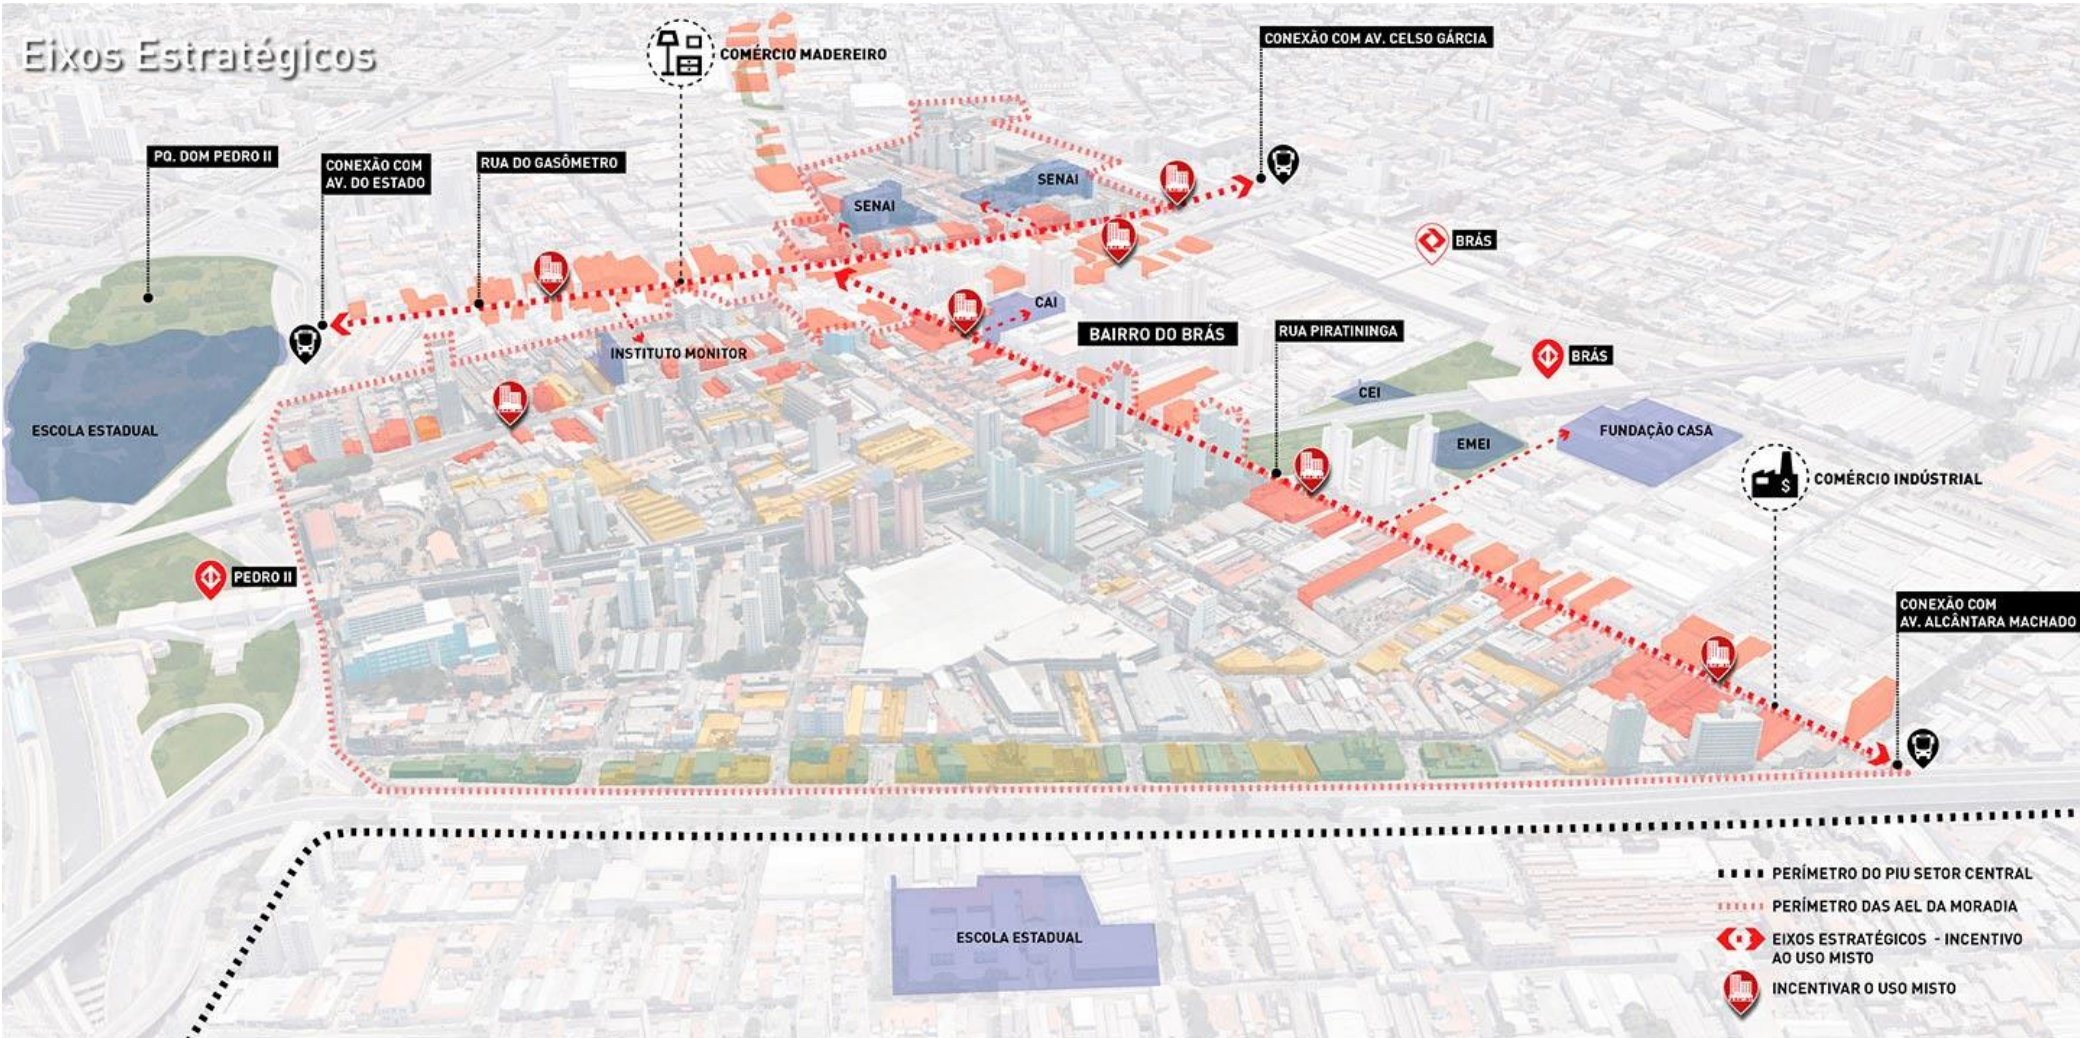 Eixos Estratégicos
COMÉRCIO MADEREIRO
CONEXÃO COM AV. CELSO GÁRCIA
PQ. DOM PEDRO II
CONEXÃO COM
AV. DO ESTADO
RUA DO GASÔMETRO
SENAI
SENAI
BRÁS
CAI
BAIRRO DO BRÁS
RUA PIRATININGA
INSTITUTO MONITOR
BRÁS
CEI
ESCOLA ESTADUAL
EMEI
FUNDAÇÃO CASA
COMÉRCIO INDÚSTRIAL
$
PEDRO II
CONEXÃO COM
AV. ALCÂNTARA MACHADO
ESCOLA ESTADUAL
PERÍMETRO DO PIU SETOR CENTRAL
PERÍMETRO DAS AEL DA MORADIA
EIXOS ESTRATÉGICOS - INCENTIVO
AO USO MISTO
INCENTIVAR O USO MISTO